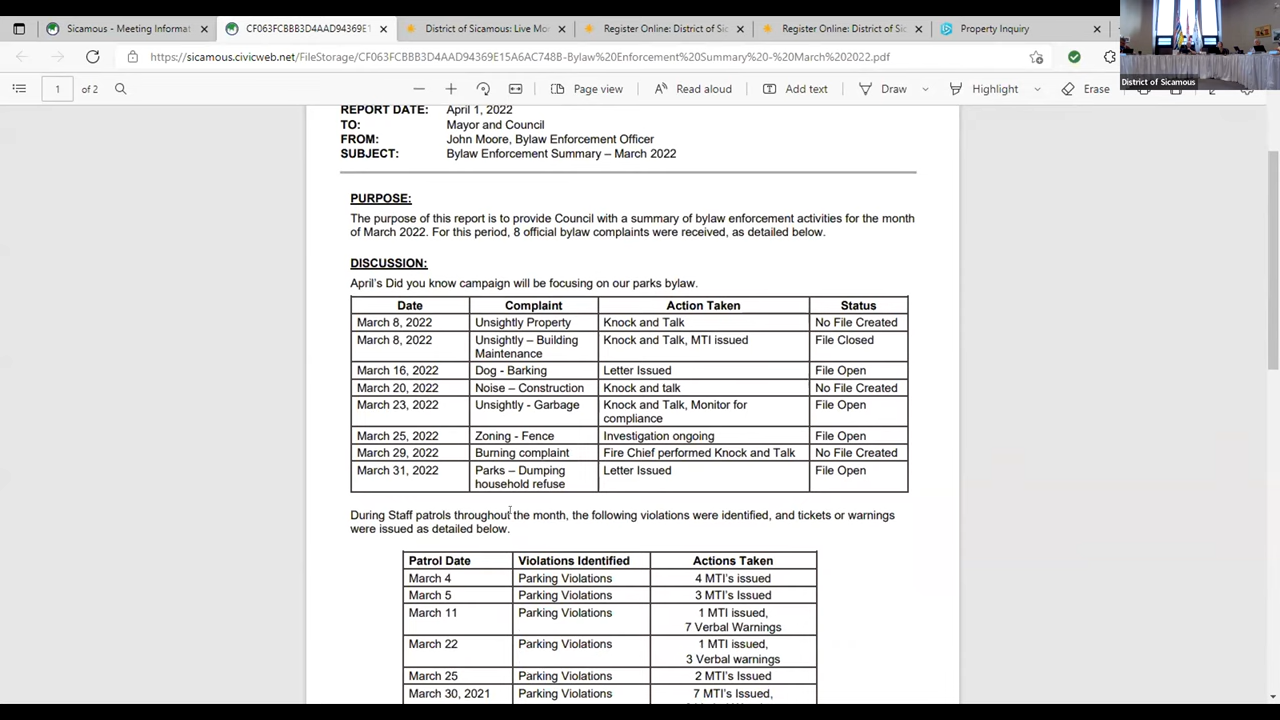 Sicamous - Meeting Informat
CF063FCBBB3D4AAD94369E1
District of Sicamous: Live Mo
Register Online: District of Sic
Register Online: District of Sic
Property Inquiry
https://sicamous.civicweb.net/FileStorage/CF063FCBBB3D4AAD94369E15A6AC748B-Bylaw%20Enforcement%20Summary%20-%20March%202022.pdf
1 of 2
Page view
Read aloud
Add text
Draw
Highlight
Erase
District of Sicamous
REPORT DATE: April 1, 2022
TO: Mayor and Council
FROM: John Moore, Bylaw Enforcement Officer
SUBJECT: Bylaw Enforcement Summary – March 2022
PURPOSE:
The purpose of this report is to provide Council with a summary of bylaw enforcement activities for the month
of March 2022. For this period, 8 official bylaw complaints were received, as detailed below.
DISCUSSION:
April's Did you know campaign will be focusing on our parks bylaw.
Date Complaint Action Taken Status
March 8, 2022 Unsightly Property Knock and Talk No File Created
March 8, 2022 Unsightly – Building Knock and Talk, MTI issued File Closed
Maintenance
March 16, 2022 Dog - Barking Letter Issued File Open
March 20, 2022 Noise – Construction Knock and talk No File Created
March 23, 2022 Unsightly - Garbage Knock and Talk, Monitor for File Open
compliance
March 25, 2022 Zoning - Fence Investigation ongoing File Open
March 29, 2022 Burning complaint Fire Chief performed Knock and Talk No File Created
March 31, 2022 Parks – Dumping Letter Issued File Open
household refuse
During Staff patrols throughout the month, the following violations were identified, and tickets or warnings
were issued as detailed below.
Patrol Date Violations Identified Actions Taken
March 4 Parking Violations 4 MTI's issued
March 5 Parking Violations 3 MTI's Issued
March 11 Parking Violations 1 MTI issued,
7 Verbal Warnings
March 22 Parking Violations 1 MTI issued,
3 Verbal warnings
March 25 Parking Violations 2 MTI's Issued
March 30, 2021 Parking Violations 7 MTI's Issued,